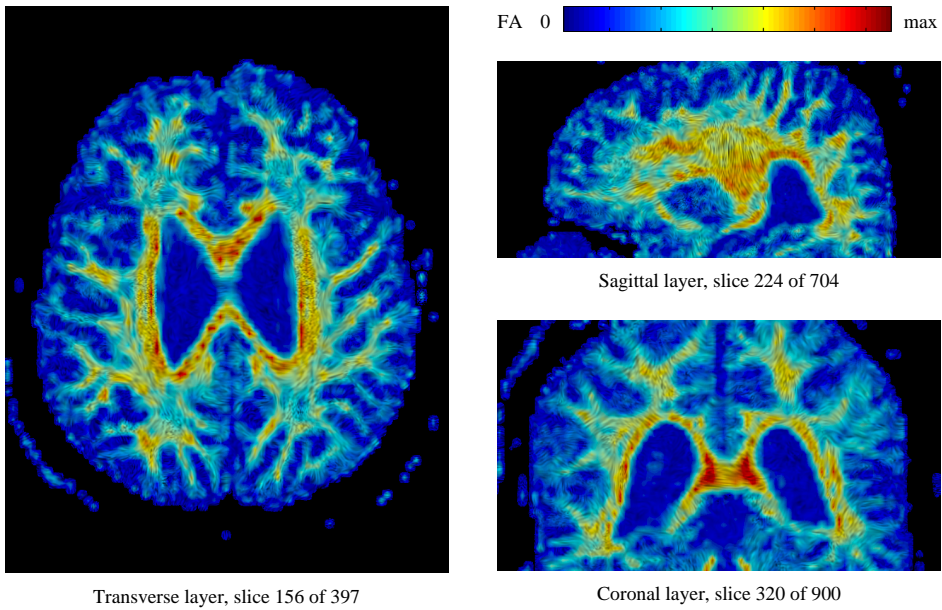 FA 0 max
Sagittal layer, slice 224 of 704
Transverse layer, slice 156 of 397
Coronal layer, slice 320 of 900